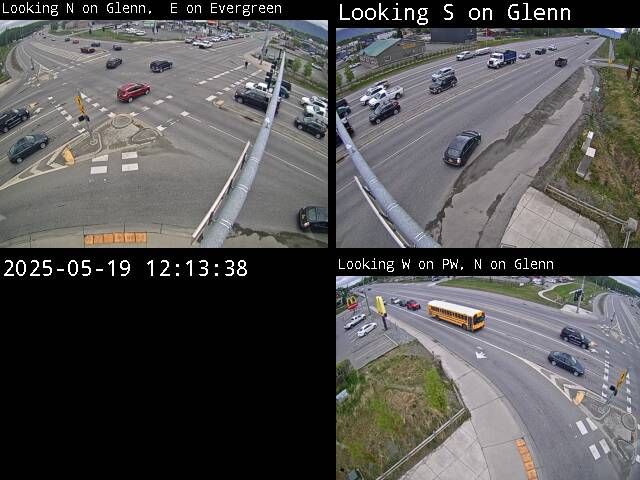 Looking N on Glenn,  E on Evergreen
Looking S on Glenn
2025-05-19 12:13:38
Looking W on PW, N on Glenn